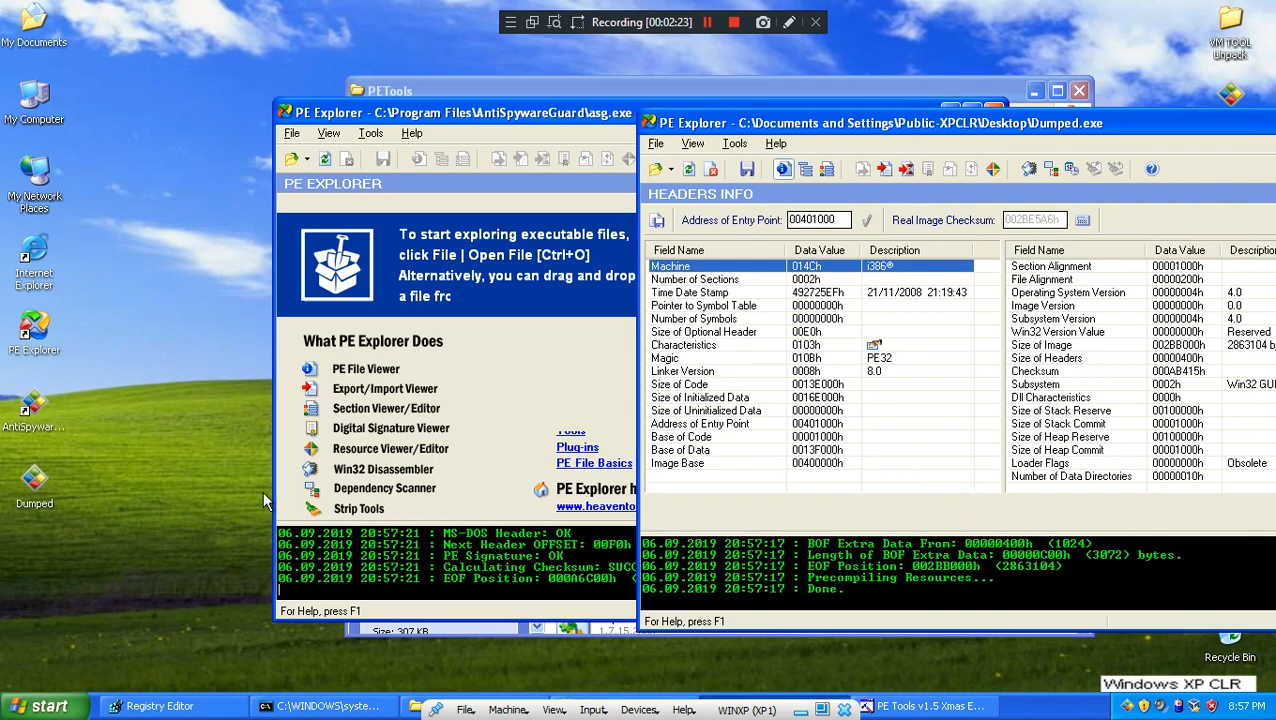 Recording [00:02:23]
My Documents
My Computer
My Network
Places
Internet
Explorer
PE Explorer
AntiSpywar...
Dumped
VM TOOL
Unpack
PETools
PE Explorer - C:\Program Files\AntiSpywareGuard\asg.exe
File View Tools Help
PE EXPLORER
To start exploring executable files,
click File | Open File [Ctrl+O]
Alternatively, you can drag and drop
a file frc
What PE Explorer Does
PE File Viewer
Export/Import Viewer
Section Viewer/Editor
Digital Signature Viewer
Resource Viewer/Editor
Win32 Disassembler
Dependency Scanner
Strip Tools
Plug-ins
PE File Basics
PE Explorer h
www.heavento
06.09.2019 20:57:21 : MS-DOS Header: OK
06.09.2019 20:57:21 : Next Header OFFSET: 00F0h
06.09.2019 20:57:21 : PE Signature: OK
06.09.2019 20:57:21 : Calculating Checksum: SUCC
06.09.2019 20:57:21 : EOF Position: 000A6C00h (
For Help, press F1
Size: 307 KB
PE Explorer - C:\Documents and Settings\Public-XPCLR\Desktop\Dumped.exe
File View Tools Help
HEADERS INFO
Address of Entry Point: 00401000 Real Image Checksum: 002BE5A6h
Field Name Data Value Description
Machine 014Ch i386®
Number of Sections 0002h
Time Date Stamp 492725EFh 21/11/2008 21:19:43
Pointer to Symbol Table 00000000h
Number of Symbols 00000000h
Size of Optional Header 00E0h
Characteristics 0103h
Magic 010Bh PE32
Linker Version 0008h 8.0
Size of Code 0013E000h
Size of Initialized Data 0016E000h
Size of Uninitialized Data 00000000h
Address of Entry Point 00401000h
Base of Code 00001000h
Base of Data 0013F000h
Image Base 00400000h
Field Name Data Value Descriptio
Section Alignment 00001000h
File Alignment 00000200h
Operating System Version 00000004h 4.0
Image Version 00000000h 0.0
Subsystem Version 00000004h 4.0
Win32 Version Value 00000000h Reserved
Size of Image 002BB000h 2863104 b
Size of Headers 00000400h
Checksum 000AB415h
Subsystem 0002h Win32 GU
Dll Characteristics 0000h
Size of Stack Reserve 00100000h
Size of Stack Commit 00001000h
Size of Heap Reserve 00100000h
Size of Heap Commit 00001000h
Loader Flags 00000000h Obsolete
Number of Data Directories 00000010h
06.09.2019 20:57:17 : BOF Extra Data From: 00000400h (1024)
06.09.2019 20:57:17 : Length of BOF Extra Data: 00000C00h (3072) bytes.
06.09.2019 20:57:17 : EOF Position: 002BB000h (2863104)
06.09.2019 20:57:17 : Precompiling Resources...
06.09.2019 20:57:17 : Done.
For Help, press F1
Recycle Bin
Windows XP CLR
start
Registry Editor
C:\WINDOWS\syste...
File Machine View Input Devices Help WINXP (XP1)
PE Tools v1.5 Xmas E...
8:57 PM